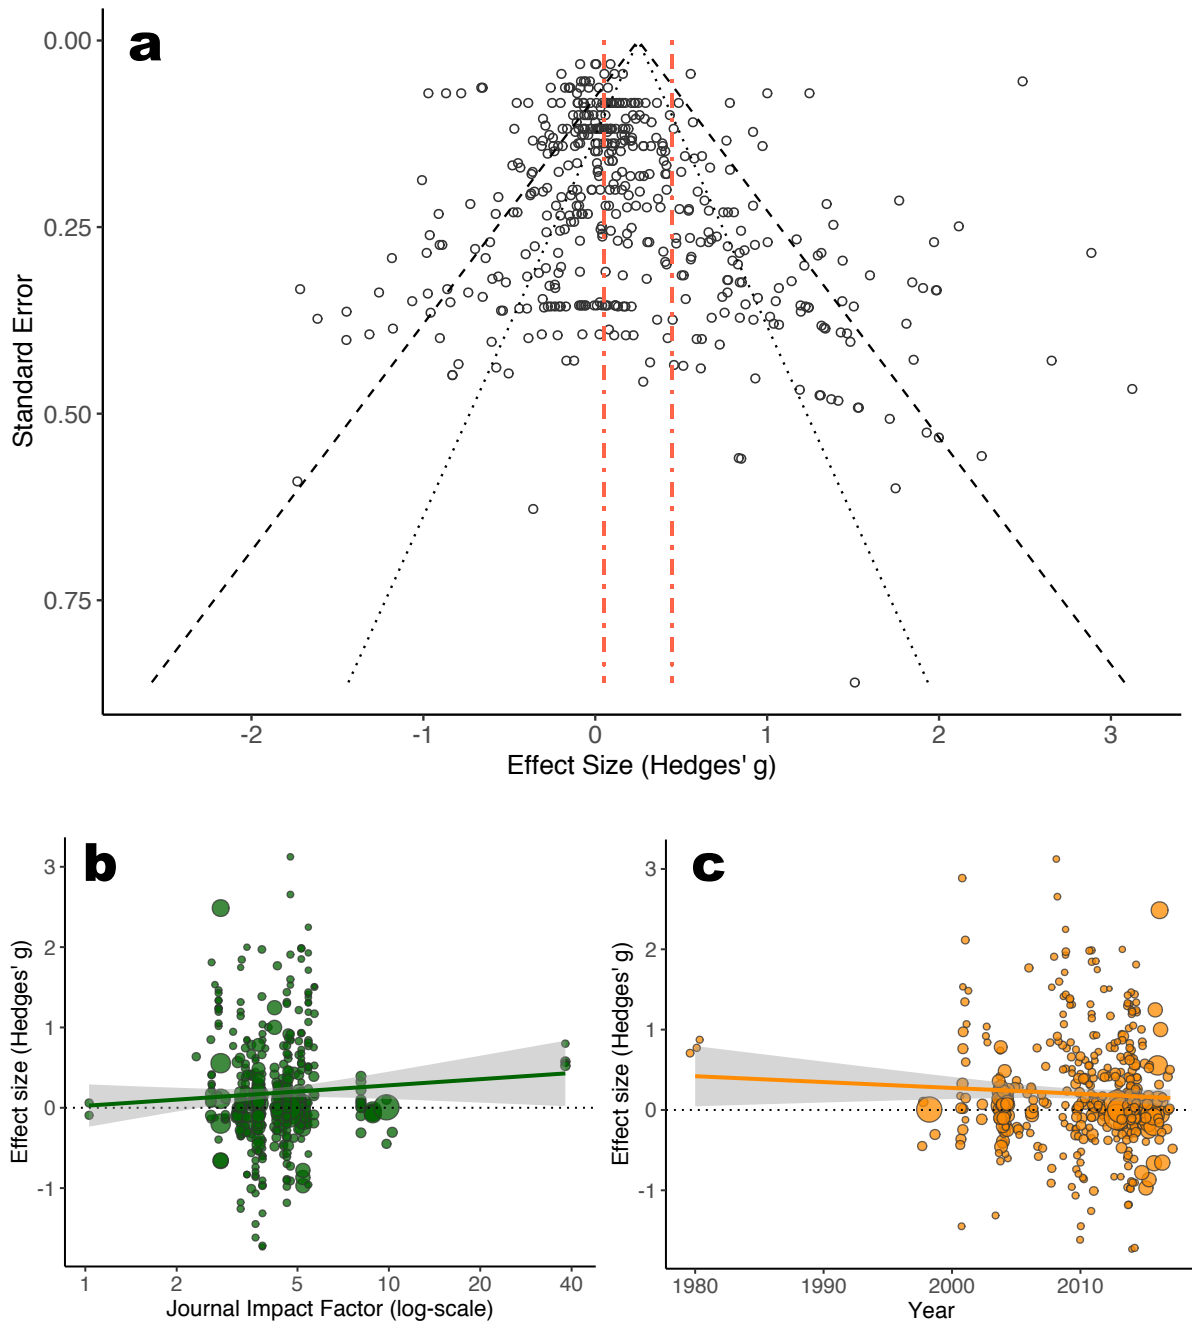 a
0.00
0.25
0.50
0.75
Standard Error
-2 -1 0 1 2 3
Effect Size (Hedges' g)
b
3
2
1
0
-1
Effect size (Hedges' g)
1 2 5 10 20 40
Journal Impact Factor (log-scale)
c
3
2
1
0
-1
Effect size (Hedges' g)
1980 1990 2000 2010
Year